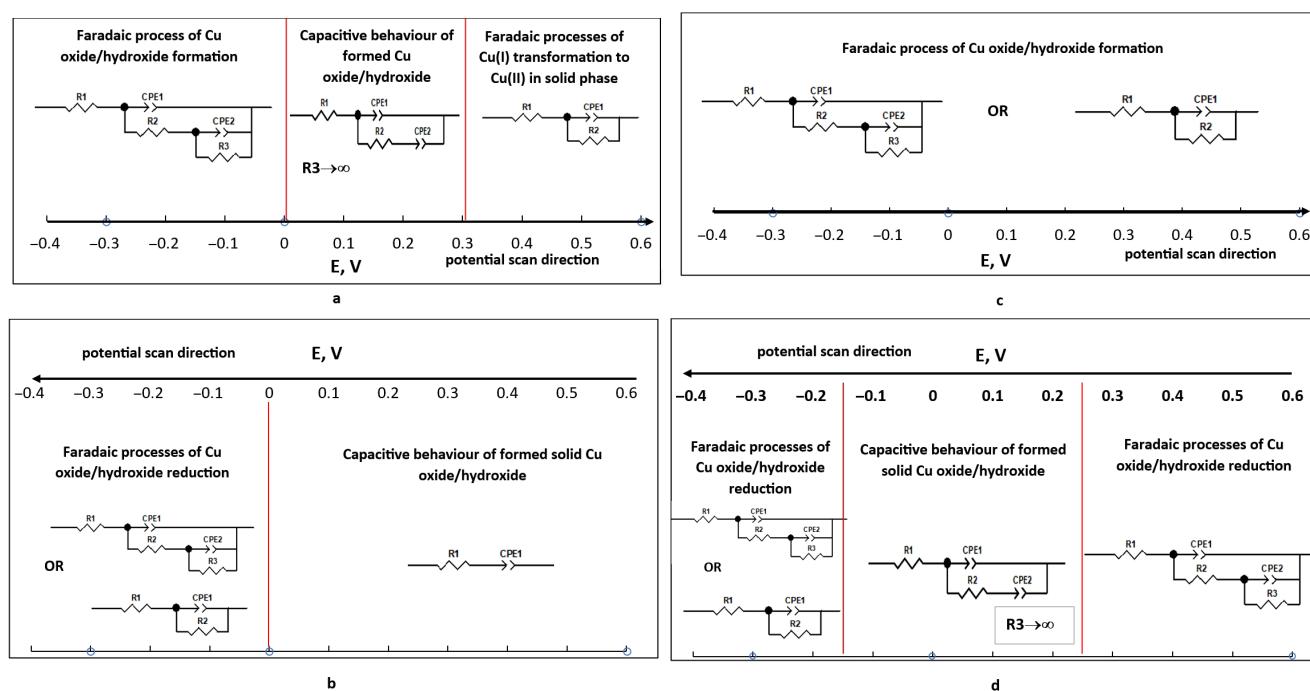 Faradaic process of Cu
oxide/hydroxide formation
Capacitive behaviour of
formed Cu
oxide/hydroxide
Faradaic processes of
Cu(I) transformation to
Cu(II) in solid phase
R1
CPE1
R2
CPE2
R3
R1
CPE1
R2
CPE2
R3→∞
R1
CPE1
R2
−0.4 −0.3 −0.2 −0.1 0 0.1 0.2 0.3 0.4 0.5 0.6
E, V
potential scan direction
a
Faradaic process of Cu oxide/hydroxide formation
R1
CPE1
R2
CPE2
R3
OR
R1
CPE1
R2
−0.4 −0.3 −0.2 −0.1 0 0.1 0.2 0.3 0.4 0.5 0.6
E, V
potential scan direction
c
potential scan direction
E, V
−0.4 −0.3 −0.2 −0.1 0 0.1 0.2 0.3 0.4 0.5 0.6
Faradaic processes of Cu
oxide/hydroxide reduction
Capacitive behaviour of formed solid Cu
oxide/hydroxide
R1
CPE1
R2
CPE2
R3
OR
R1
CPE1
R2
R1
CPE1
b
potential scan direction
E, V
−0.4 −0.3 −0.2 −0.1 0 0.1 0.2 0.3 0.4 0.5 0.6
Faradaic processes of
Cu oxide/hydroxide
reduction
Capacitive behaviour of formed
solid Cu oxide/hydroxide
Faradaic processes of Cu
oxide/hydroxide reduction
R1
CPE1
R2
CPE2
R3
OR
R1
CPE1
R2
R1
CPE1
R2
CPE2
R3→∞
R1
CPE1
R2
CPE2
R3
d